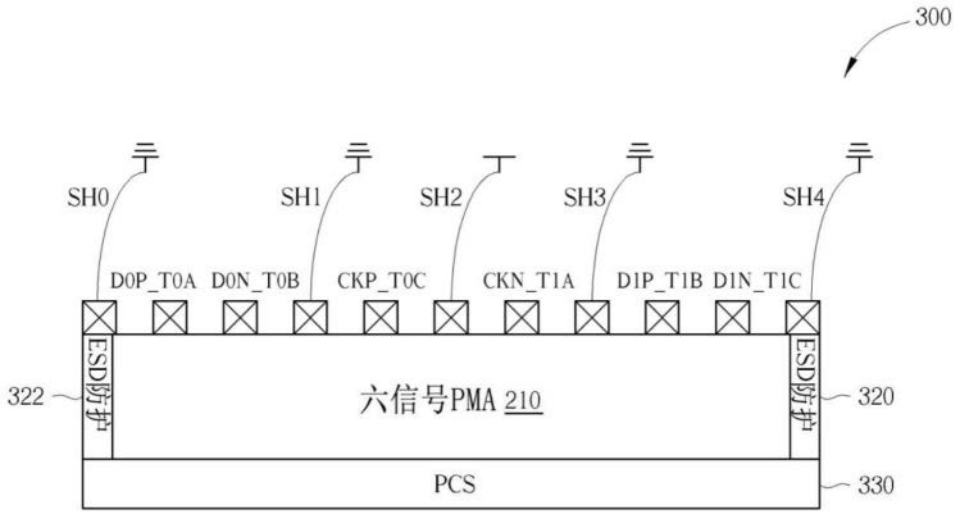 300
SH0 SH1 SH2 SH3 SH4
D0P_T0A D0N_T0B CKP_T0C CKN_T1A D1P_T1B D1N_T1C
322 ESD防护 六信号PMA 210 ESD防护 320
PCS 330